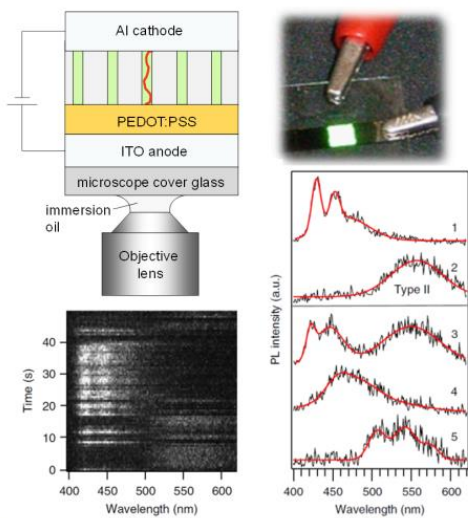 Al cathode
PEDOT:PSS
ITO anode
microscope cover glass
immersion
oil
Objective
lens
Time (s)
40
30
20
10
0
400 450 500 550 600
Wavelength (nm)
PL intensity (a.u.)
1
2
Type II
3
4
5
400 450 500 550 600
Wavelength (nm)